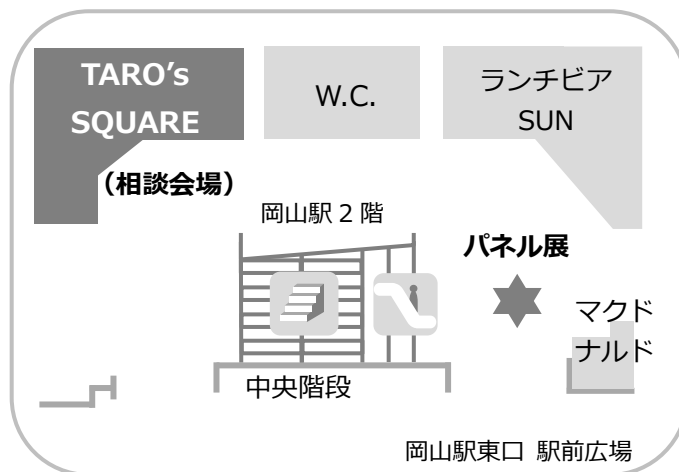 TARO's
SQUARE
(相談会場)
W.C.
ランチビア
SUN
岡山駅 2 階
パネル展
マクド
ナルド
中央階段
岡山駅東口 駅前広場